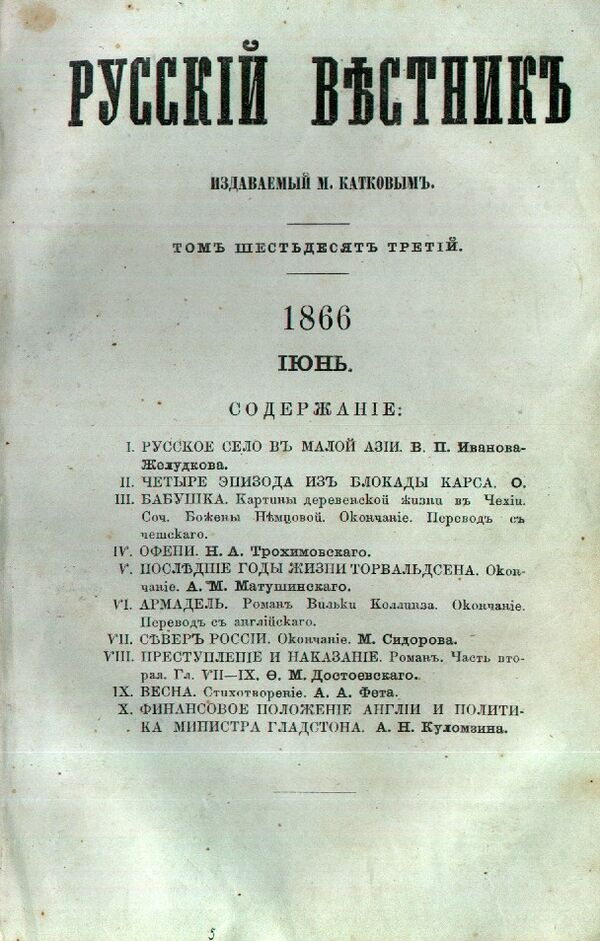 РУССКІЙ ВѢСТНИКЪ
ИЗДАВАЕМЫЙ М. КАТКОВЫМЪ.
ТОМЪ ШЕСТЬДЕСЯТЪ ТРЕТІЙ.
1866
ІЮНЬ.
СОДЕРЖАНІЕ:
I. РУССКОЕ СЕЛО ВЪ МАЛОЙ АЗІИ. В. П. Иванова-
Желудкова.
II. ЧЕТЫРЕ ЭПИЗОДА ИЗЪ БЛОКАДЫ КАРСА. О.
III. БАБУШКА. Картины деревенской жизни въ Чехіи.
Соч. Божены Нѣмцовой. Окончаніе. Переводъ съ
чешскаго.
IV. ОФЕНИ. Н. А. Трохимовскаго.
V. ПОСЛѢДНІЕ ГОДЫ ЖИЗНИ ТОРВАЛЬДСЕНА. Окон-
чаніе. А. М. Матушинскаго.
VI. АРМАДЕЛЬ. Романъ Вильки Коллинза. Окончаніе.
Переводъ съ англійскаго.
VII. СѢВЕРЪ РОССІИ. Окончаніе. М. Сидорова.
VIII. ПРЕСТУПЛЕНІЕ И НАКАЗАНІЕ. Романъ. Часть вто-
рая. Гл. VII—IX. Ѳ. М. Достоевскаго.
IX. ВЕСНА. Стихотвореніе. А. А. Фета.
X. ФИНАНСОВОЕ ПОЛОЖЕНІЕ АНГЛІИ И ПОЛИТИ-
КА МИНИСТРА ГЛАДСТОНА. А. Н. Куломзина.
5